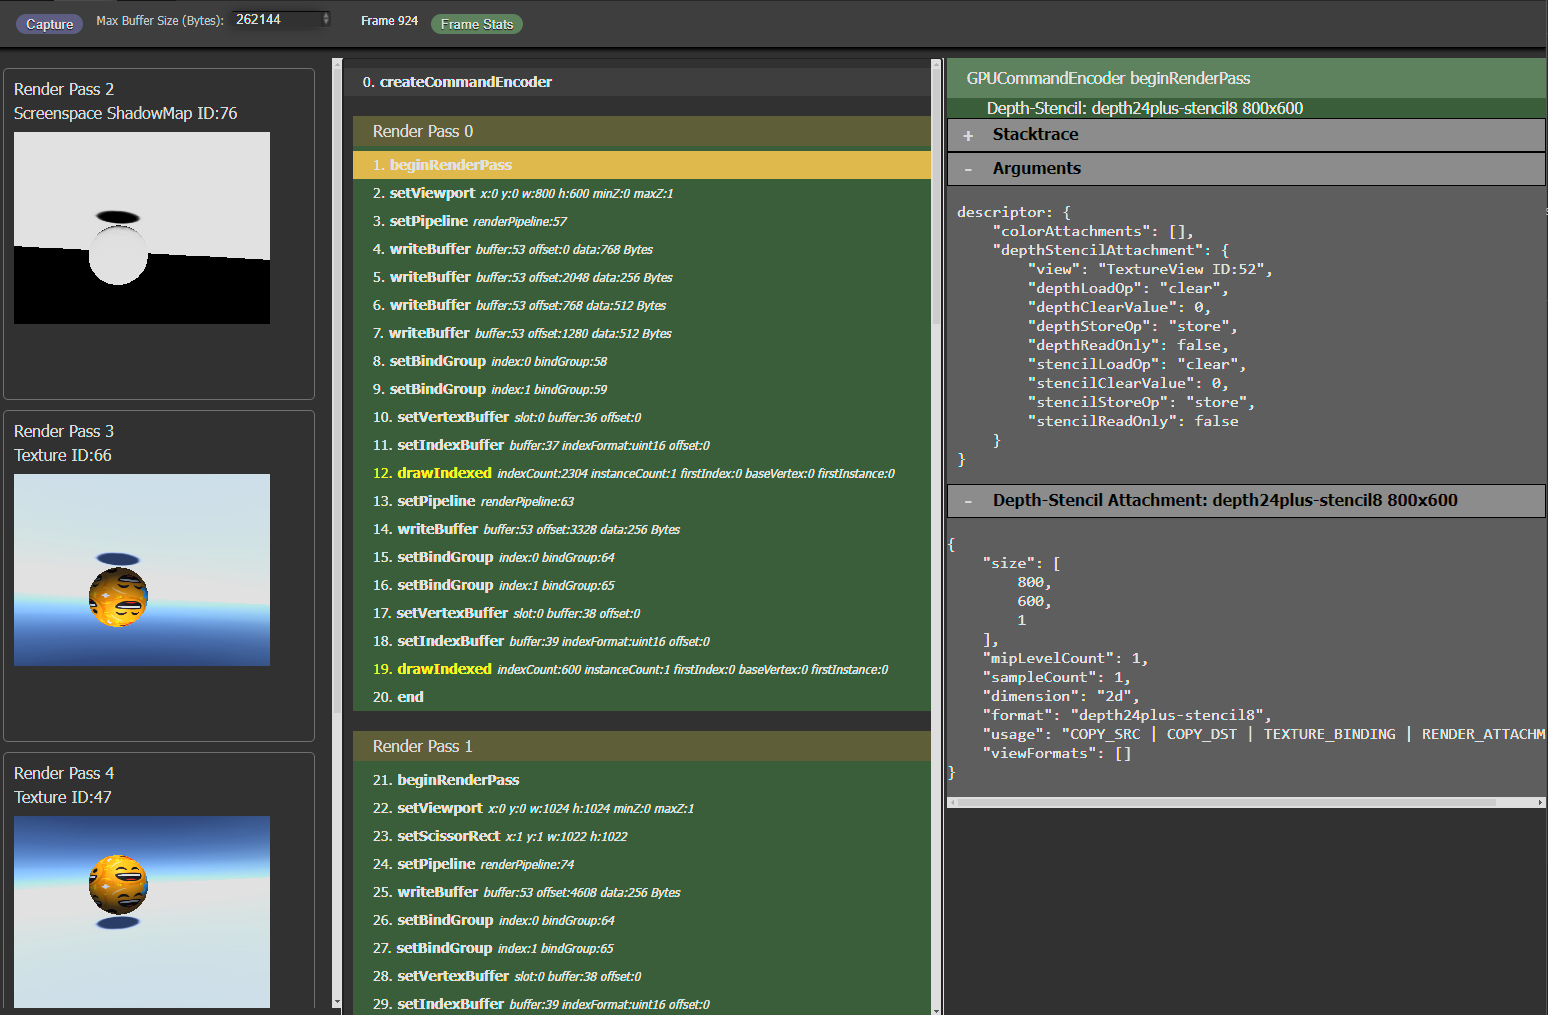 Capture Max Buffer Size (Bytes): 262144 Frame 924 Frame Stats
Render Pass 2
Screenspace ShadowMap ID:76
Render Pass 3
Texture ID:66
Render Pass 4
Texture ID:47
0. createCommandEncoder
Render Pass 0
1. beginRenderPass
2. setViewport x:0 y:0 w:800 h:600 minZ:0 maxZ:1
3. setPipeline renderPipeline:57
4. writeBuffer buffer:53 offset:0 data:768 Bytes
5. writeBuffer buffer:53 offset:2048 data:256 Bytes
6. writeBuffer buffer:53 offset:768 data:512 Bytes
7. writeBuffer buffer:53 offset:1280 data:512 Bytes
8. setBindGroup index:0 bindGroup:58
9. setBindGroup index:1 bindGroup:59
10. setVertexBuffer slot:0 buffer:36 offset:0
11. setIndexBuffer buffer:37 indexFormat:uint16 offset:0
12. drawIndexed indexCount:2304 instanceCount:1 firstIndex:0 baseVertex:0 firstInstance:0
13. setPipeline renderPipeline:63
14. writeBuffer buffer:53 offset:3328 data:256 Bytes
15. setBindGroup index:0 bindGroup:64
16. setBindGroup index:1 bindGroup:65
17. setVertexBuffer slot:0 buffer:38 offset:0
18. setIndexBuffer buffer:39 indexFormat:uint16 offset:0
19. drawIndexed indexCount:600 instanceCount:1 firstIndex:0 baseVertex:0 firstInstance:0
20. end
Render Pass 1
21. beginRenderPass
22. setViewport x:0 y:0 w:1024 h:1024 minZ:0 maxZ:1
23. setScissorRect x:1 y:1 w:1022 h:1022
24. setPipeline renderPipeline:74
25. writeBuffer buffer:53 offset:4608 data:256 Bytes
26. setBindGroup index:0 bindGroup:64
27. setBindGroup index:1 bindGroup:65
28. setVertexBuffer slot:0 buffer:38 offset:0
29. setIndexBuffer buffer:39 indexFormat:uint16 offset:0
GPUCommandEncoder beginRenderPass
Depth-Stencil: depth24plus-stencil8 800x600
+ Stacktrace
- Arguments
descriptor: {
"colorAttachments": [],
"depthStencilAttachment": {
"view": "TextureView ID:52",
"depthLoadOp": "clear",
"depthClearValue": 0,
"depthStoreOp": "store",
"depthReadOnly": false,
"stencilLoadOp": "clear",
"stencilClearValue": 0,
"stencilStoreOp": "store",
"stencilReadOnly": false
}
}
- Depth-Stencil Attachment: depth24plus-stencil8 800x600
{
"size": [
800,
600,
1
],
"mipLevelCount": 1,
"sampleCount": 1,
"dimension": "2d",
"format": "depth24plus-stencil8",
"usage": "COPY_SRC | COPY_DST | TEXTURE_BINDING | RENDER_ATTACHM
"viewFormats": []
}